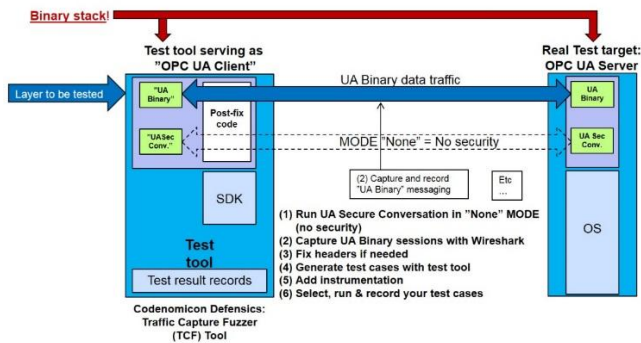 Binary stack!
Test tool serving as
"OPC UA Client"
Real Test target:
OPC UA Server
Layer to be tested
"UA
Binary"
Post-fix
code
UA Binary data traffic
UA
Binary
"UASec
Conv."
MODE "None" = No security
UA Sec
Conv.
(2) Capture and record
"UA Binary" messaging
Etc
...
SDK
OS
Test
tool
Test result records
(1) Run UA Secure Conversation in "None" MODE
(no security)
(2) Capture UA Binary sessions with Wireshark
(3) Fix headers if needed
(4) Generate test cases with test tool
(5) Add instrumentation
(6) Select, run & record your test cases
Codenomicon Defensics:
Traffic Capture Fuzzer
(TCF) Tool